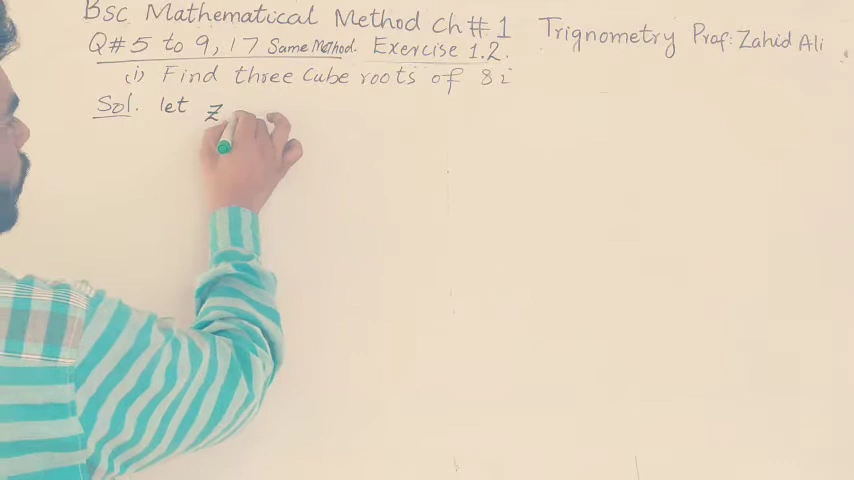 Bsc Mathematical Method Ch # 1
Trignometry Prof: Zahid Ali
Q # 5 to 9, 17 Same Method. Exercise 1.2.
(i) Find three Cube roots of 8i
Sol. let z